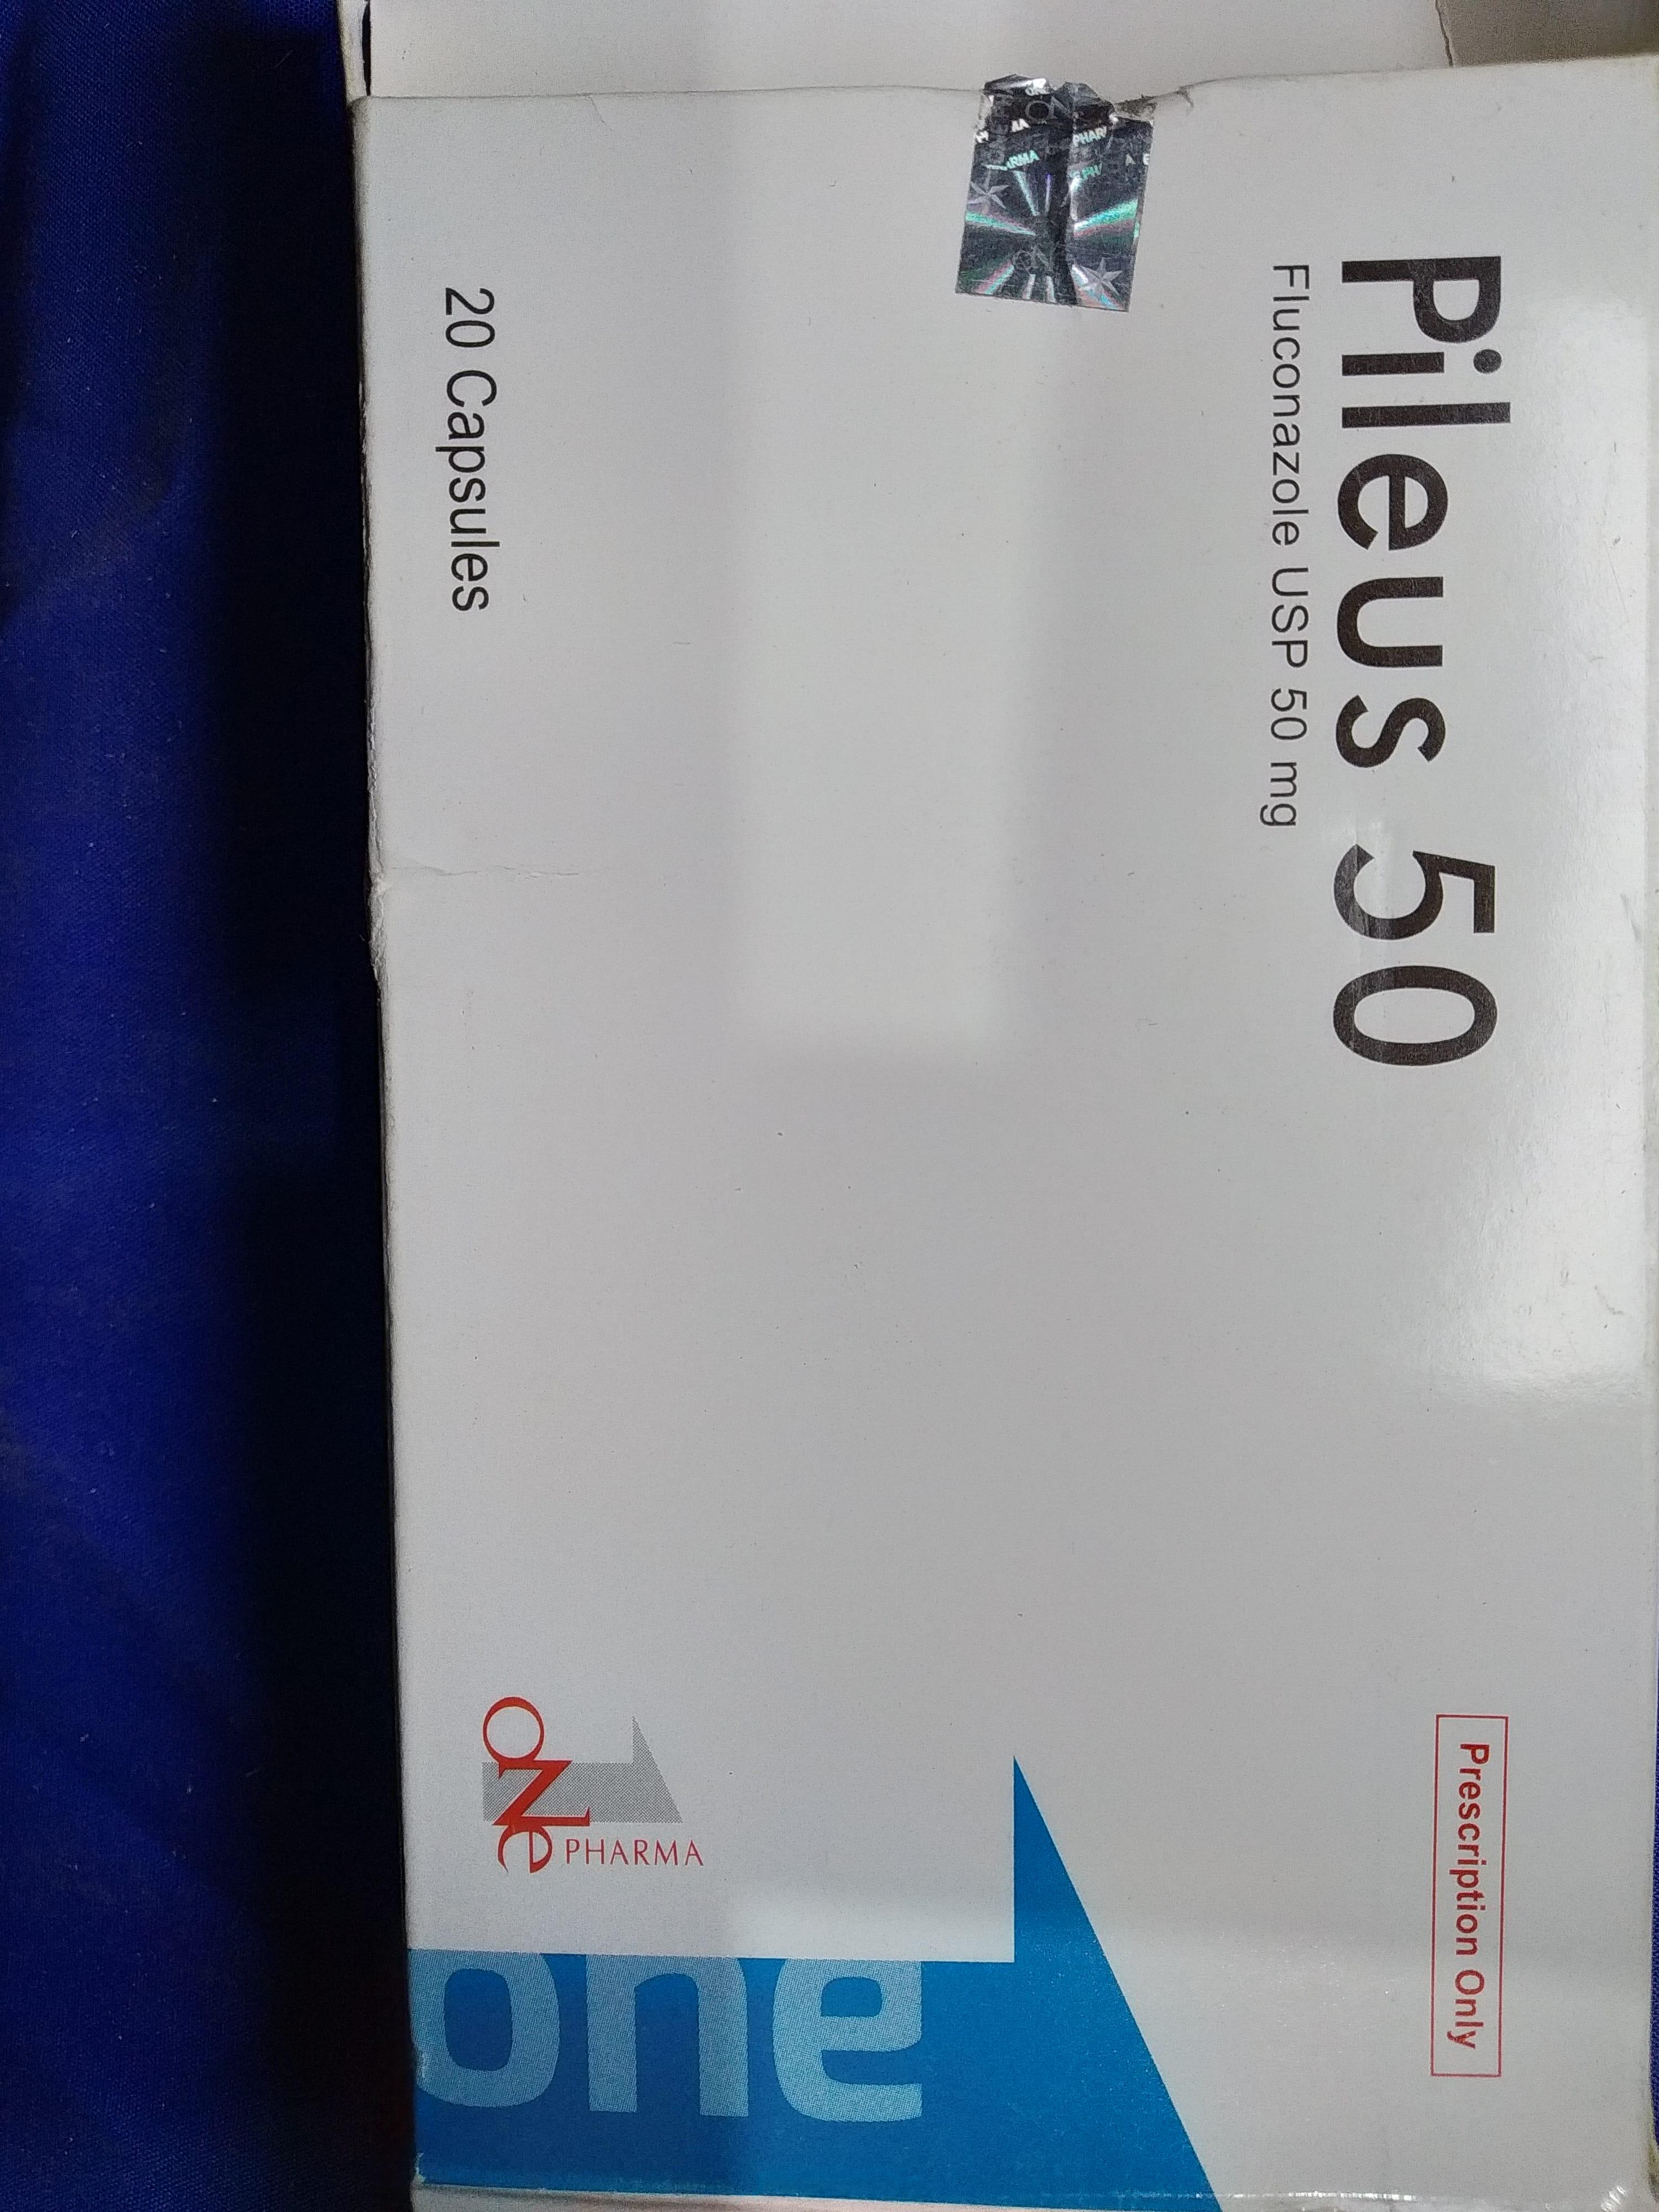 Pileus 50
Prescription Only
Fluconazole USP 50 mg
one
oNe PHARMA
20 Capsules